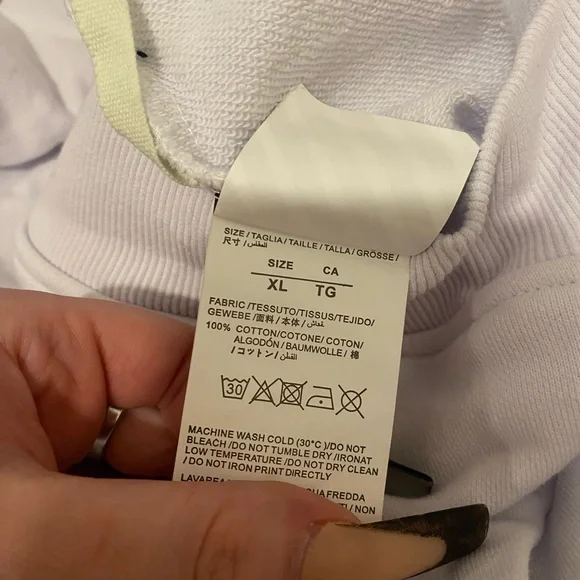 SIZE/TAGLIA/TAILLE/TALLA/GRÖSSE/
尺寸/المقاس
SIZE CA
XL TG
FABRIC/TESSUTO/TISSUS/TEJIDO/
GEWEBE/面料/本体/قماش
100% COTTON/COTONE/COTON/
ALGODÓN/BAUMWOLLE/棉
/コットン/القطن
30
MACHINE WASH COLD (30°C)/DO NOT
BLEACH/DO NOT TUMBLE DRY/IRONAT
LOW TEMPERATURE/DO NOT DRY CLEAN
/DO NOT IRON PRINT DIRECTLY
FREDDA
NON